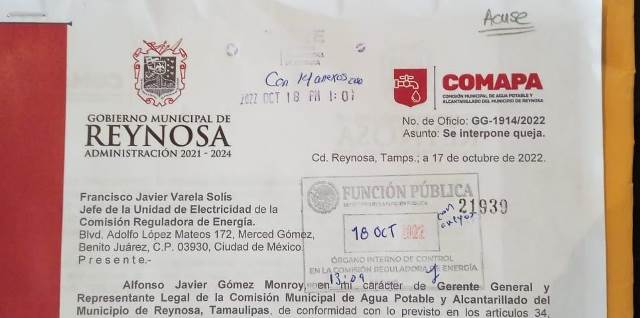 Acuse
Con 14 anexos
2022 OCT 18 PM 1:07
GOBIERNO MUNICIPAL DE
REYNOSA
ADMINISTRACIÓN 2021 - 2024
COMAPA
COMISIÓN MUNICIPAL DE AGUA POTABLE Y
ALCANTARILLADO DEL MUNICIPIO DE REYNOSA
No. de Oficio: GG-1914/2022
Asunto: Se interpone queja.
Cd. Reynosa, Tamps.; a 17 de octubre de 2022.
Francisco Javier Varela Solís
Jefe de la Unidad de Electricidad de la
Comisión Reguladora de Energía.
Blvd. Adolfo López Mateos 172, Merced Gómez,
Benito Juárez, C.P. 03930, Ciudad de México.
P r e s e n t e.-
FUNCIÓN PÚBLICA
21939
18 OCT 2022
ÓRGANO INTERNO DE CONTROL
EN LA COMISIÓN REGULADORA DE ENERGÍA
13:09
Alfonso Javier Gómez Monroy, en mi carácter de Gerente General y
Representante Legal de la Comisión Municipal de Agua Potable y Alcantarillado del
Municipio de Reynosa, Tamaulipas, de conformidad con lo previsto en los artículos 34,